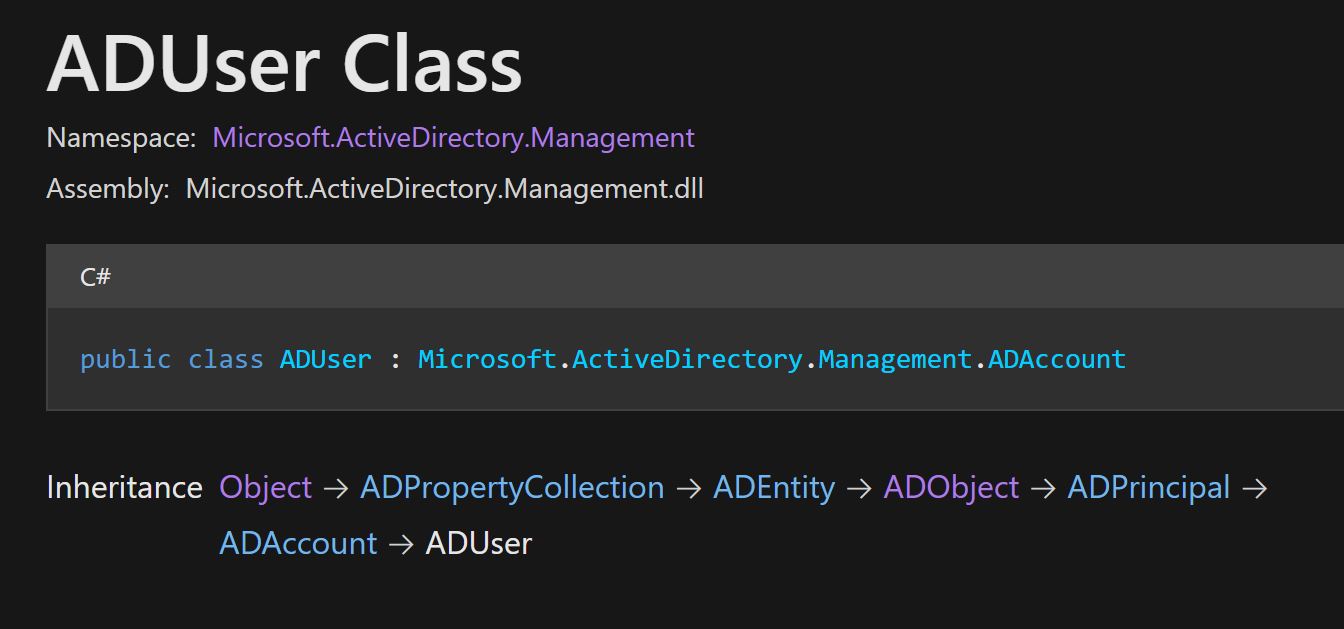 ADUser Class
Namespace: Microsoft.ActiveDirectory.Management
Assembly: Microsoft.ActiveDirectory.Management.dll
C#
public class ADUser : Microsoft.ActiveDirectory.Management.ADAccount
Inheritance Object → ADPropertyCollection → ADEntity → ADObject → ADPrincipal →
ADAccount → ADUser